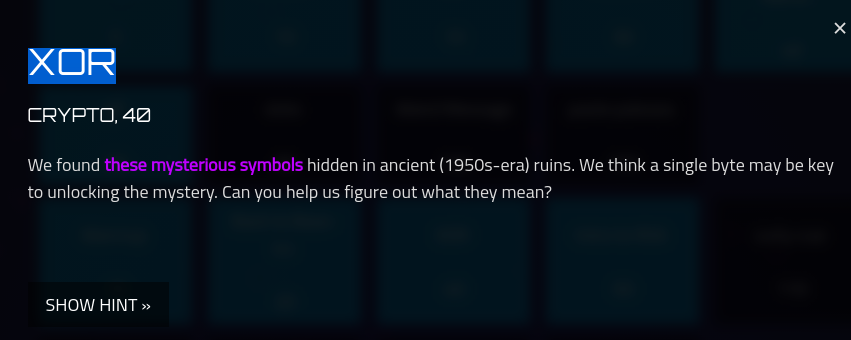 ×
XOR
CRYPTO, 40
We found these mysterious symbols hidden in ancient (1950s-era) ruins. We think a single byte may be key
to unlocking the mystery. Can you help us figure out what they mean?
SHOW HINT »